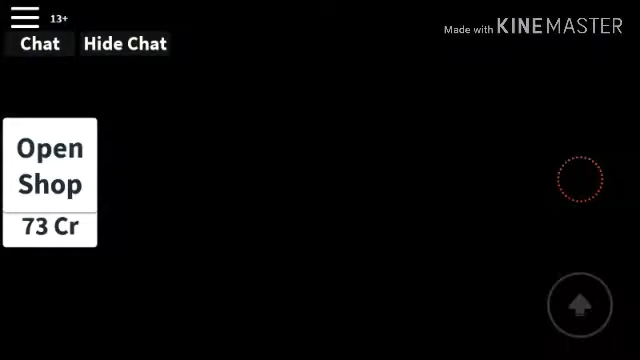 13+
Made with KINEMASTER
Chat Hide Chat
Open
Shop
73 Cr